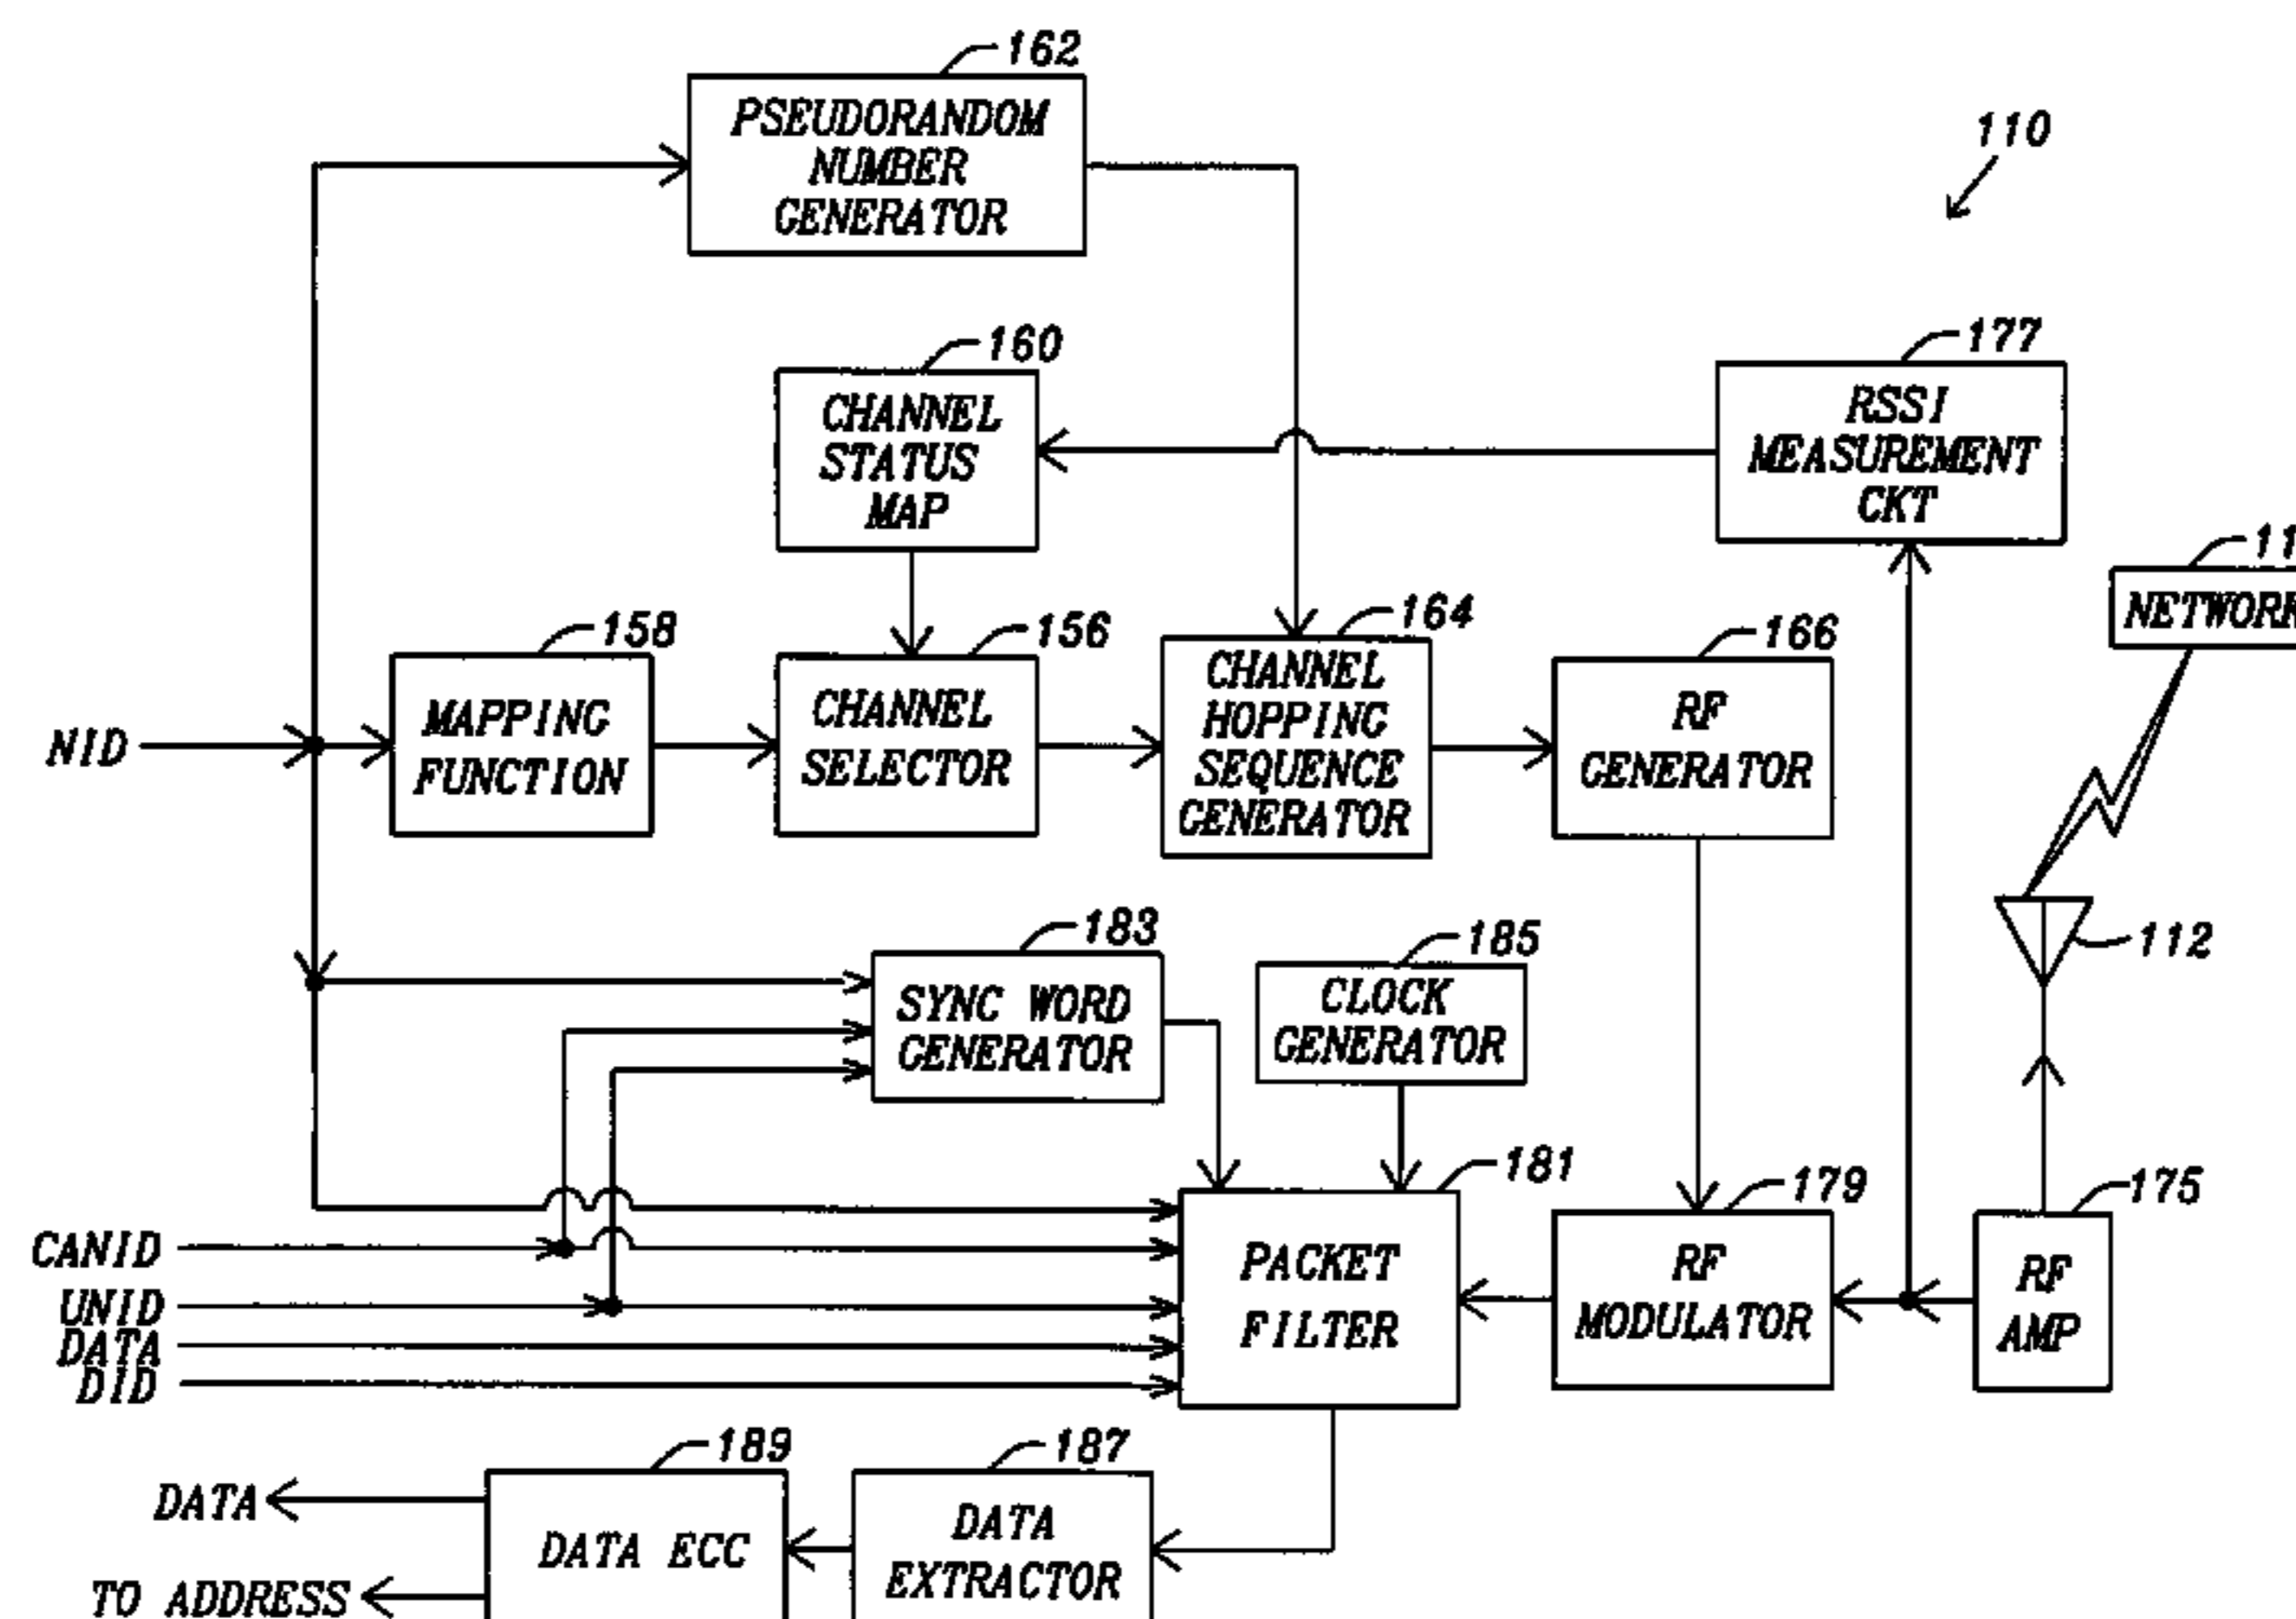 162
PSEUDORANDOM
NUMBER
GENERATOR
110
160
CHANNEL
STATUS
MAP
177
RSSI
MEASUREMENT
CKT
158
MAPPING
FUNCTION
156
CHANNEL
SELECTOR
164
CHANNEL
HOPPING
SEQUENCE
GENERATOR
166
RF
GENERATOR
NID
183
SYNC WORD
GENERATOR
185
CLOCK
GENERATOR
112
181
PACKET
FILTER
179
RF
MODULATOR
175
RF
AMP
CANID
UNID
DATA
DID
189
DATA ECC
187
DATA
EXTRACTOR
DATA
TO ADDRESS